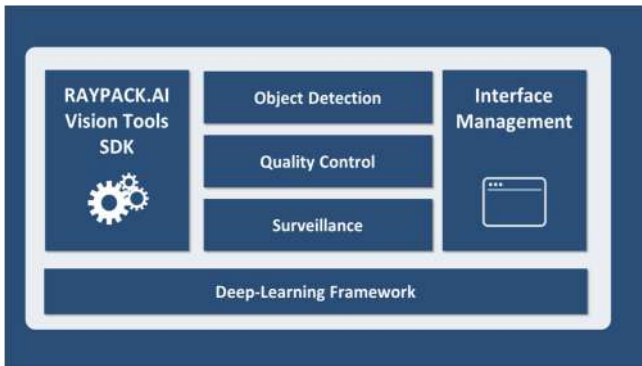 RAYPACK.AI
Vision Tools
SDK
Object Detection
Quality Control
Surveillance
Interface
Management
Deep-Learning Framework